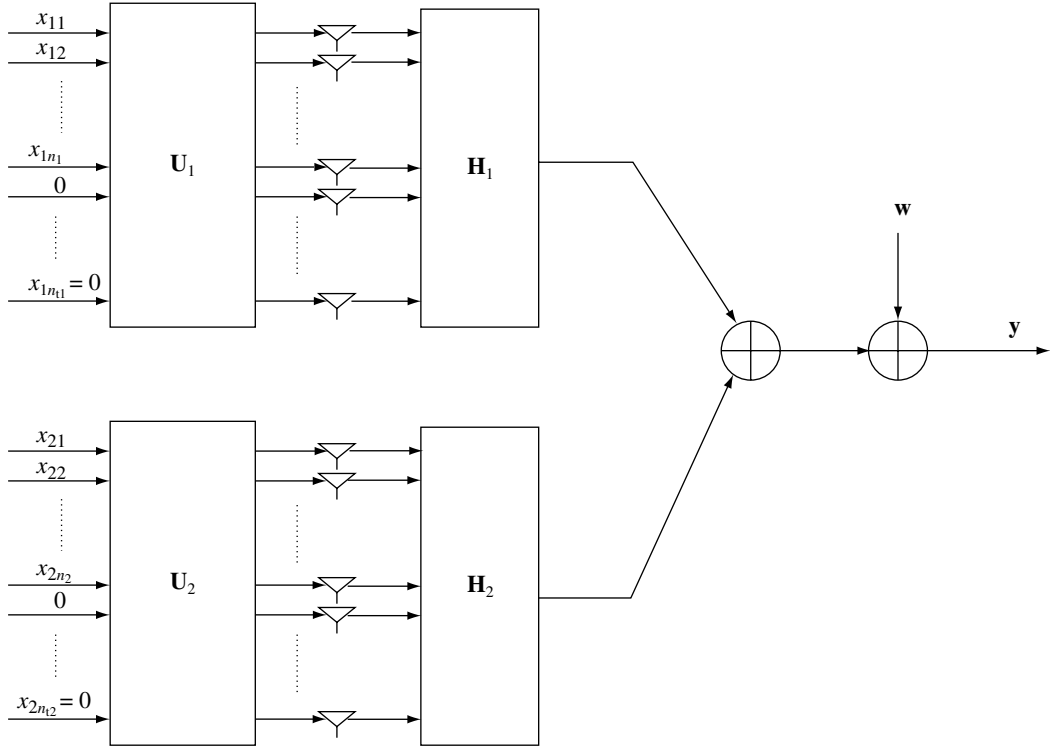 x₁₁
x₁₂
x₁ₙ₁
0
x₁ₙₜ₁ = 0
U₁
H₁
w
y
x₂₁
x₂₂
x₂ₙ₂
0
x₂ₙₜ₂ = 0
U₂
H₂